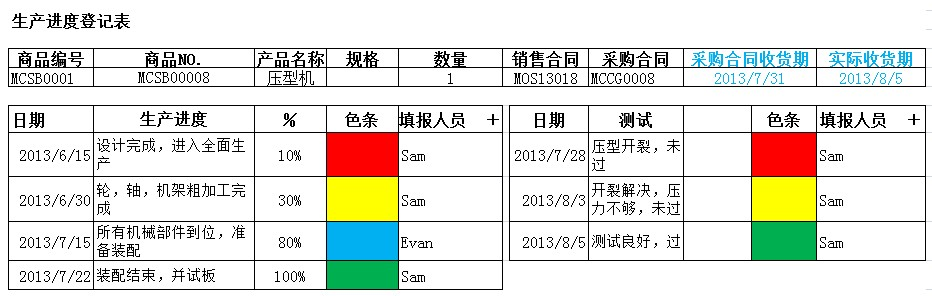 生产进度登记表
商品编号 商品NO. 产品名称 规格 数量 销售合同 采购合同 采购合同收货期 实际收货期
MCSB0001 MCSB00008 压型机 1 MOS13018 MCCG0008 2013/7/31 2013/8/5
日期 生产进度 % 色条 填报人员 + 日期 测试 色条 填报人员 +
2013/6/15 设计完成，进入全面生 10% Sam 2013/7/28 压型开裂，未 Sam
产 过
2013/6/30 轮，轴，机架粗加工完 30% Sam 2013/8/3 开裂解决，压 Sam
成 力不够，未过
2013/7/15 所有机械部件到位，准 80% Evan 2013/8/5 测试良好，过 Sam
备装配
2013/7/22 装配结束，并试板 100% Sam